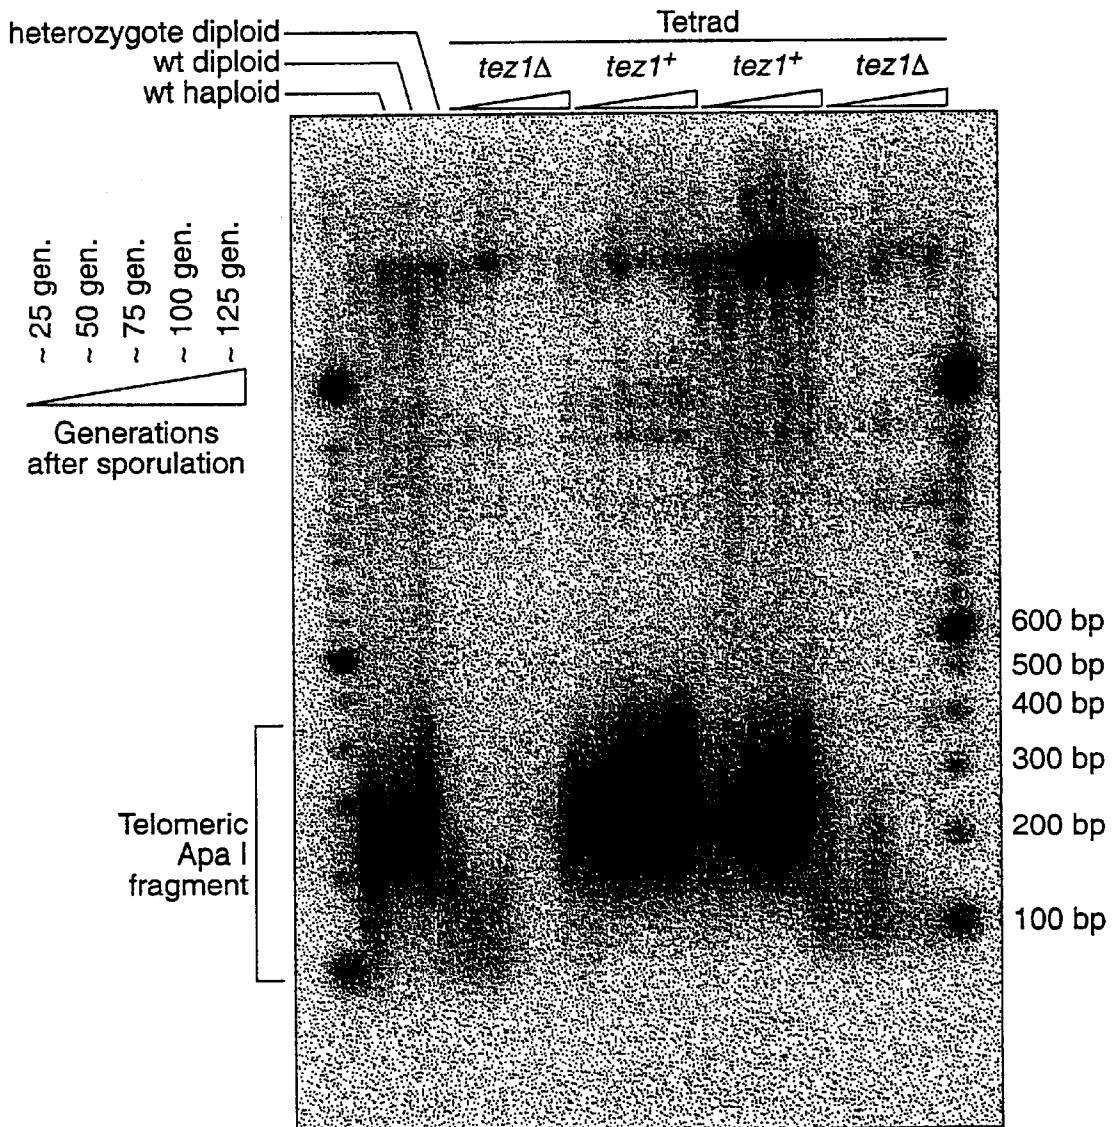 heterozygote diploid
wt diploid
wt haploid
Tetrad
tez1Δ tez1+ tez1+ tez1Δ
~ 25 gen.
~ 50 gen.
~ 75 gen.
~ 100 gen.
~ 125 gen.
Generations
after sporulation
600 bp
500 bp
400 bp
300 bp
200 bp
100 bp
Telomeric
Apa I
fragment